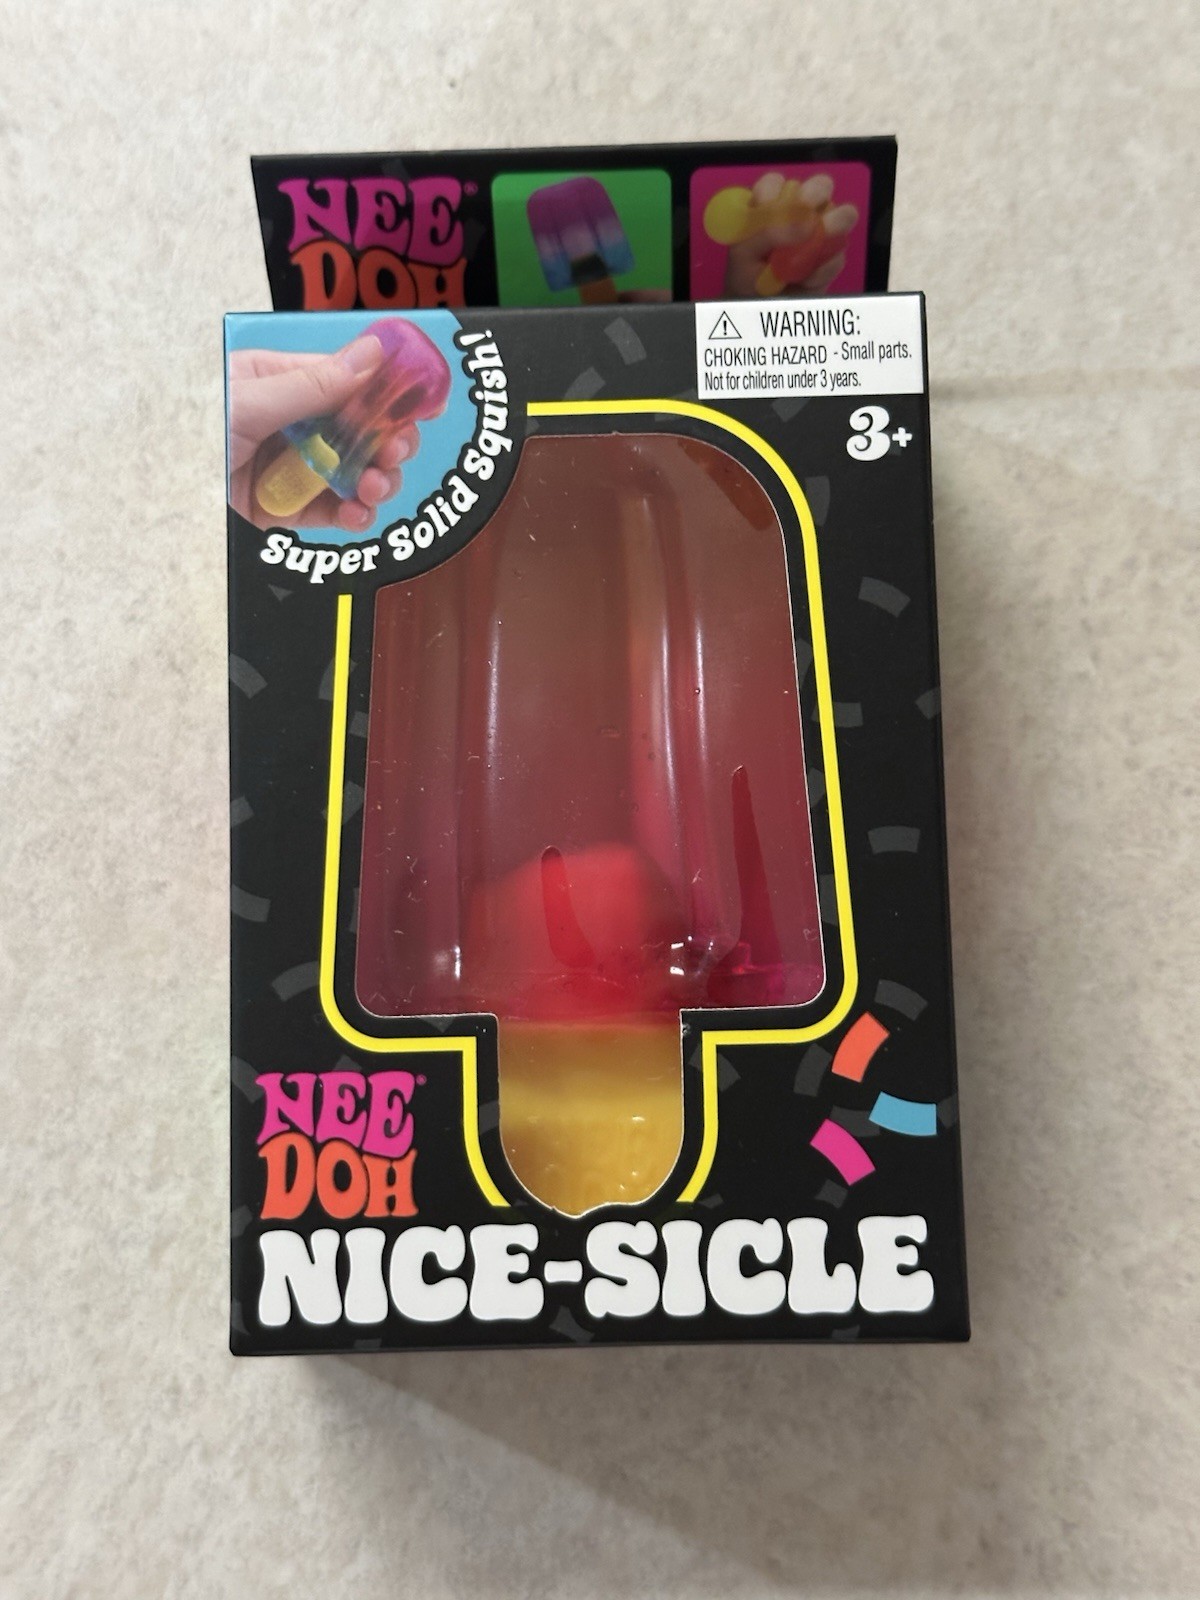 NEE®
DOH
Super Solid Squish!
WARNING:
CHOKING HAZARD - Small parts.
Not for children under 3 years.
3+
NEE®
DOH
NICE-SICLE